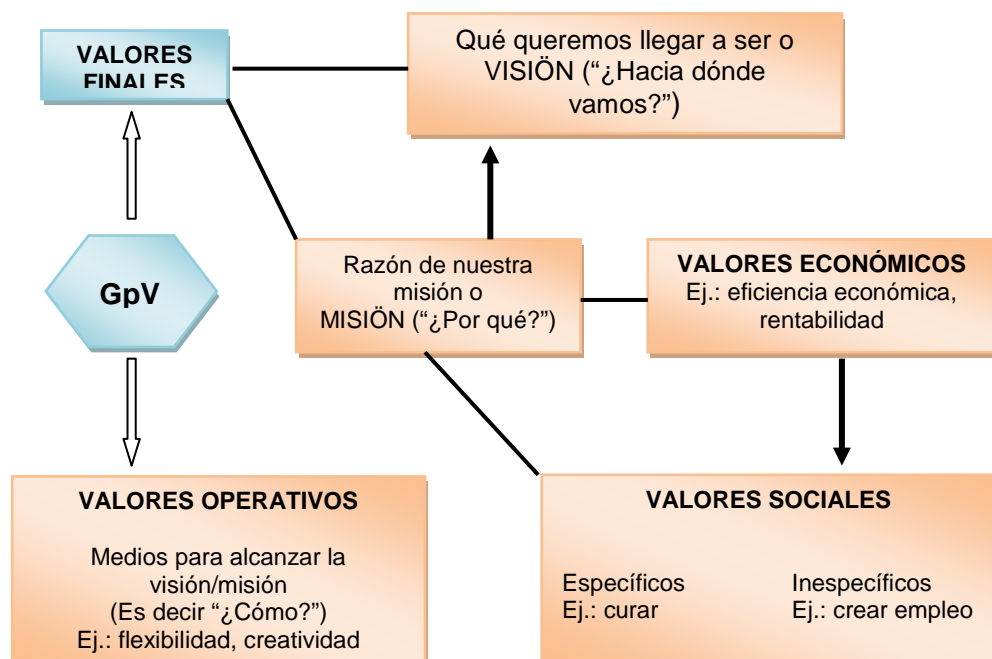 VALORES
FINALES
Qué queremos llegar a ser o
VISIÖN (“¿Hacia dónde
vamos?”)
GpV
Razón de nuestra
misión o
MISIÖN (“¿Por qué?”)
VALORES ECONÓMICOS
Ej.: eficiencia económica,
rentabilidad
VALORES OPERATIVOS
Medios para alcanzar la
visión/misión
(Es decir “¿Cómo?”)
Ej.: flexibilidad, creatividad
VALORES SOCIALES
Específicos
Ej.: curar
Inespecíficos
Ej.: crear empleo